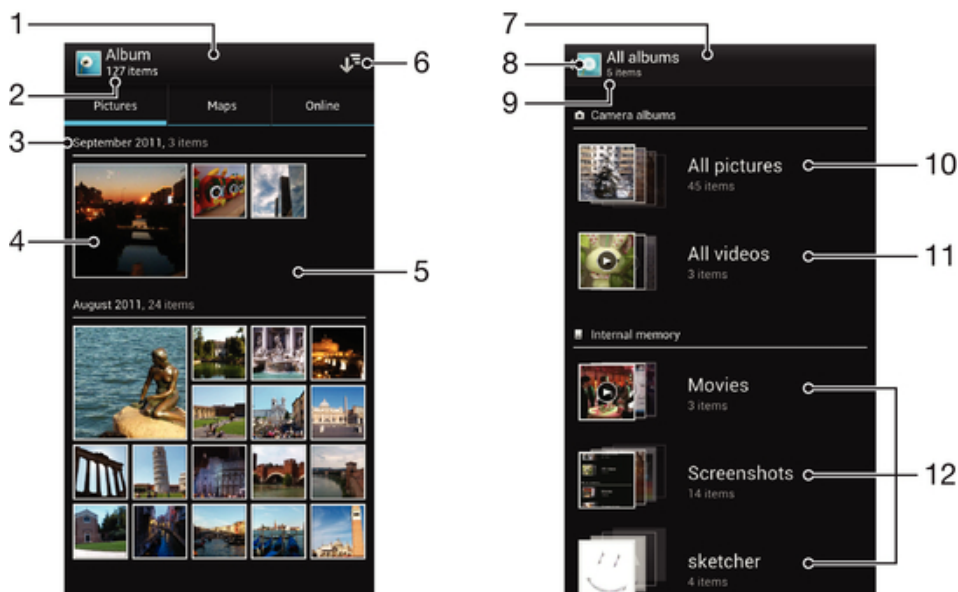 1
Album
127 items
6
2
Pictures
Maps
Online
3
September 2011, 3 items
4
5
August 2011, 24 items
7
8
All albums
5 items
9
Camera albums
All pictures
45 items
10
All videos
3 items
11
Internal memory
Movies
3 items
Screenshots
14 items
12
sketcher
4 items